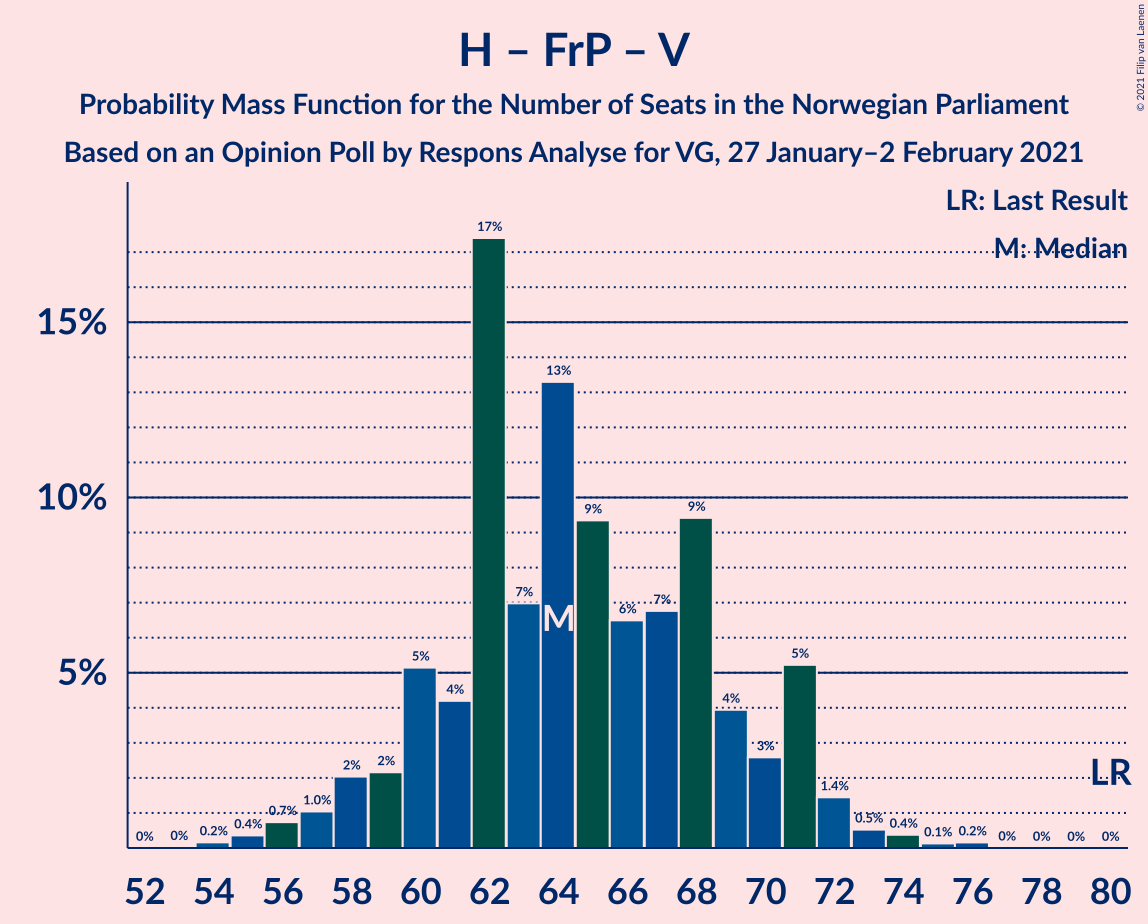 © 2021 Filip van Laenen
H – FrP – V
Probability Mass Function for the Number of Seats in the Norwegian Parliament
Based on an Opinion Poll by Respons Analyse for VG, 27 January–2 February 2021
LR: Last Result
M: Median
15%
10%
5%
0% 0% 0.2% 0.4% 0.7% 1.0% 2% 2% 5% 4% 17% 7% 13% 9% 6% 7% 9% 4% 3% 5% 1.4% 0.5% 0.4% 0.1% 0.2% 0% 0% 0% 0%
M
LR
52 54 56 58 60 62 64 66 68 70 72 74 76 78 80